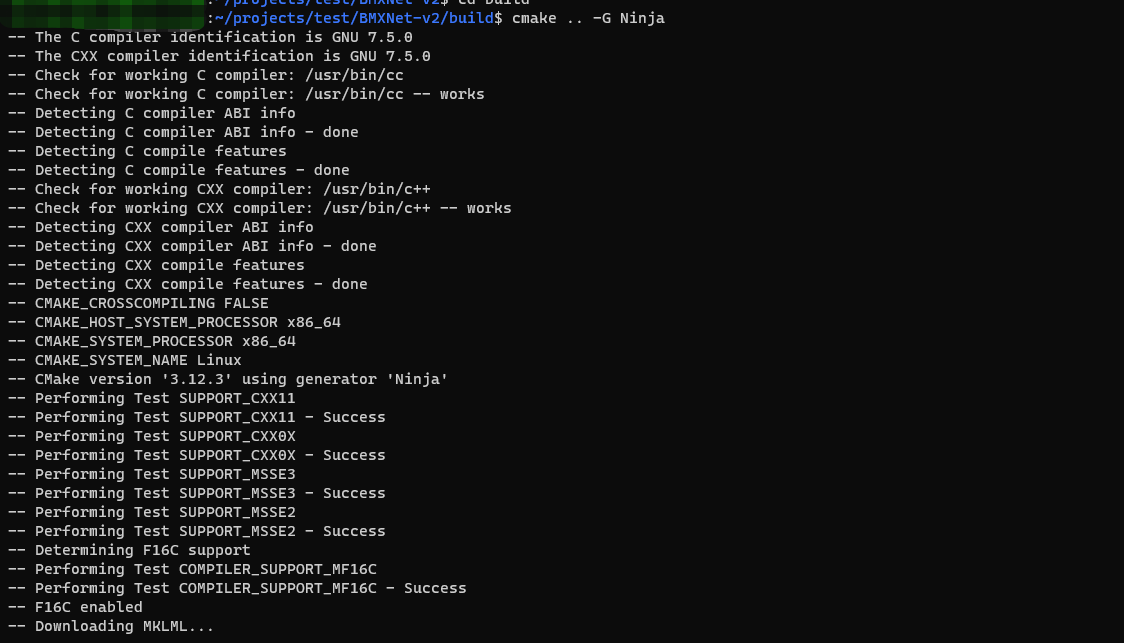 :~/projects/test/BMXNet-v2$ cd build
:~/projects/test/BMXNet-v2/build$ cmake .. -G Ninja
-- The C compiler identification is GNU 7.5.0
-- The CXX compiler identification is GNU 7.5.0
-- Check for working C compiler: /usr/bin/cc
-- Check for working C compiler: /usr/bin/cc -- works
-- Detecting C compiler ABI info
-- Detecting C compiler ABI info - done
-- Detecting C compile features
-- Detecting C compile features - done
-- Check for working CXX compiler: /usr/bin/c++
-- Check for working CXX compiler: /usr/bin/c++ -- works
-- Detecting CXX compiler ABI info
-- Detecting CXX compiler ABI info - done
-- Detecting CXX compile features
-- Detecting CXX compile features - done
-- CMAKE_CROSSCOMPILING FALSE
-- CMAKE_HOST_SYSTEM_PROCESSOR x86_64
-- CMAKE_SYSTEM_PROCESSOR x86_64
-- CMAKE_SYSTEM_NAME Linux
-- CMake version '3.12.3' using generator 'Ninja'
-- Performing Test SUPPORT_CXX11
-- Performing Test SUPPORT_CXX11 - Success
-- Performing Test SUPPORT_CXX0X
-- Performing Test SUPPORT_CXX0X - Success
-- Performing Test SUPPORT_MSSE3
-- Performing Test SUPPORT_MSSE3 - Success
-- Performing Test SUPPORT_MSSE2
-- Performing Test SUPPORT_MSSE2 - Success
-- Determining F16C support
-- Performing Test COMPILER_SUPPORT_MF16C
-- Performing Test COMPILER_SUPPORT_MF16C - Success
-- F16C enabled
-- Downloading MKLML...